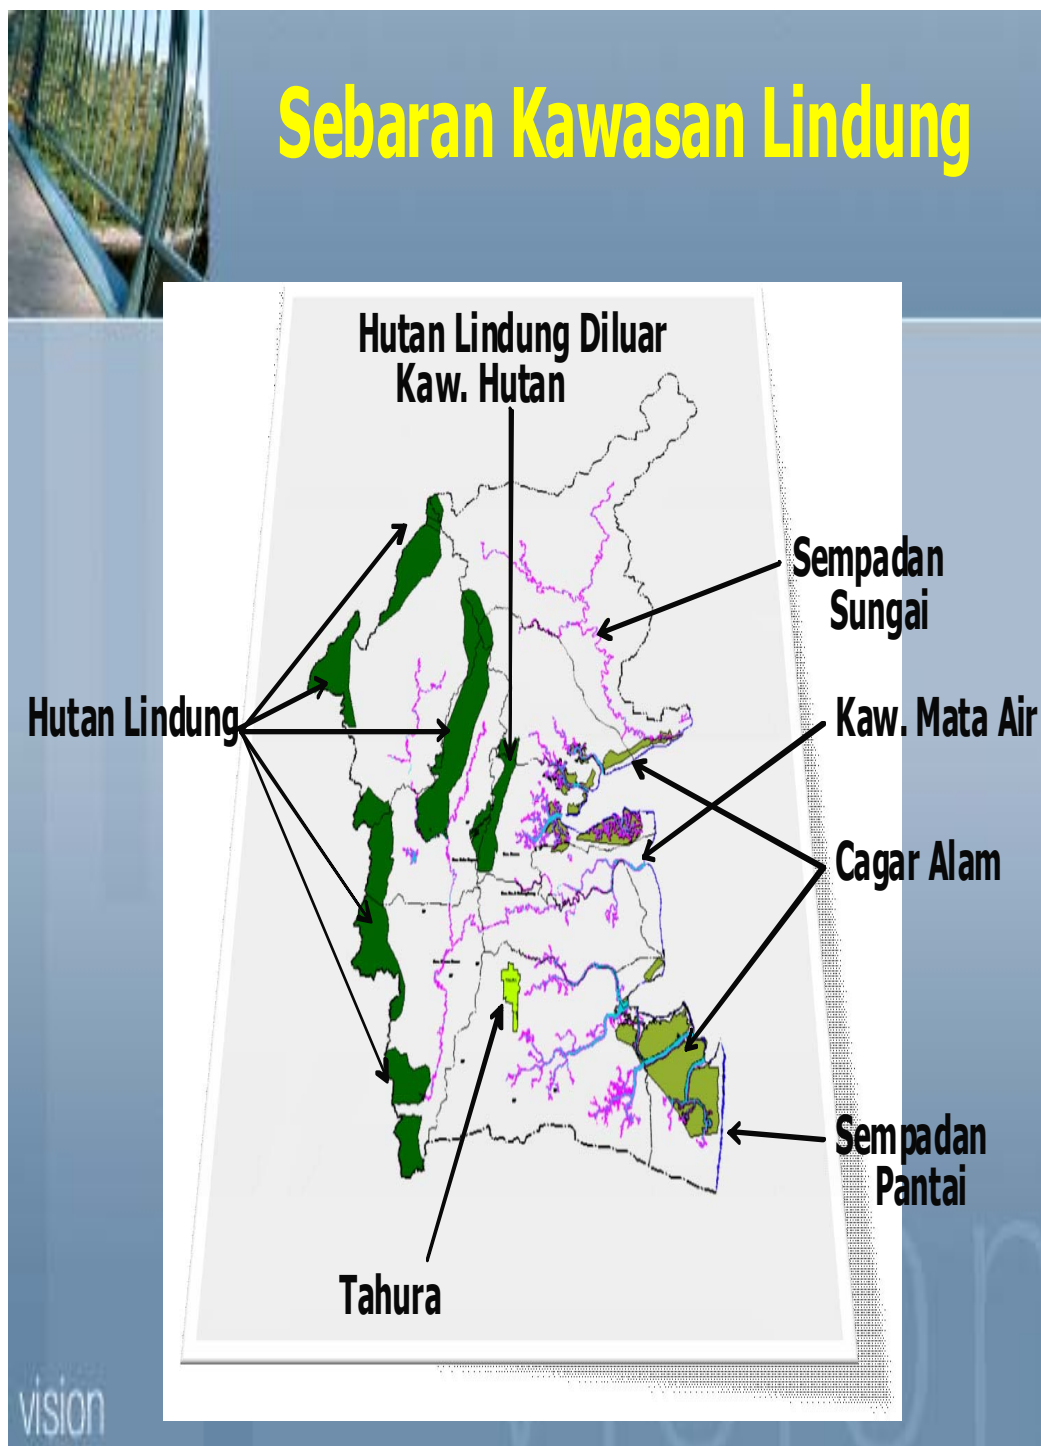 Sebaran Kawasan Lindung
Hutan Lindung Diluar
Kaw. Hutan
Sempadan
Sungai
Hutan Lindung
Kaw. Mata Air
Cagar Alam
Sempadan
Pantai
Tahura
vision